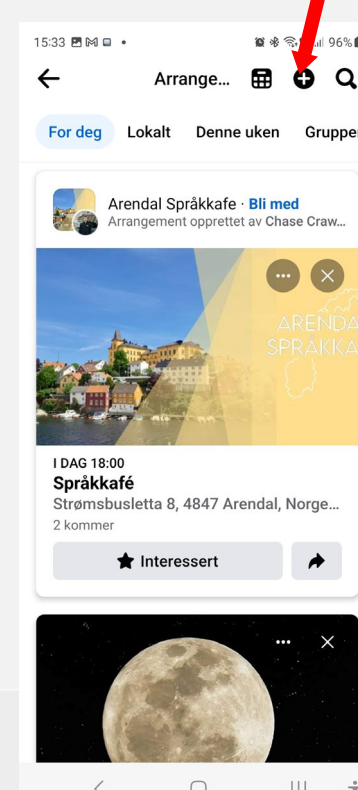 15:33 96%
Arrange...
For deg Lokalt Denne uken Grupper
Arendal Språkkafe · Bli med
Arrangement opprettet av Chase Craw...
ARENDA
SPRÅKKA
I DAG 18:00
Språkkafé
Strømsbusletta 8, 4847 Arendal, Norge...
2 kommer
Interessert